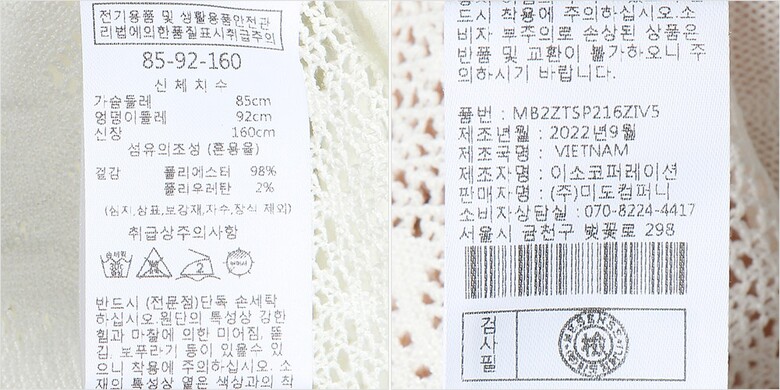 전기용품 및 생활용품안전관
리법에의한품질표시취급주의
85-92-160
신체치수
가슴둘레 85cm
엉덩이둘레 92cm
신장 160cm
섬유의조성 (혼용율)
겉감 폴리에스터 98%
폴리우레탄 2%
(심지,상표,보강재,자수,장식 제외)
취급상주의사항
반드시 (전문점)단독 손세탁
하십시오.원단의 특성상 강한
힘과 마찰에 의한 미어짐, 뜯
김, 보푸라기 등이 있을수 있
으니 착용에 주의하십시오. 소
재의 특성상 옅은 색상과의 착
드시 착용에 주의하십시오.소
비자 부주의로 손상된 상품은
반품 및 교환이 불가하오니 주
의하시기 바랍니다.
품번 : MB2ZTSP216ZIV5
제조년월 : 2022년9월
제조국명 : VIETNAM
제조자명 : 이소코퍼레이션
판매자명 : (주)미도컴퍼니
소비자상담실 : 070-8224-4417
서울시 금천구 벚꽃로 298
검사필